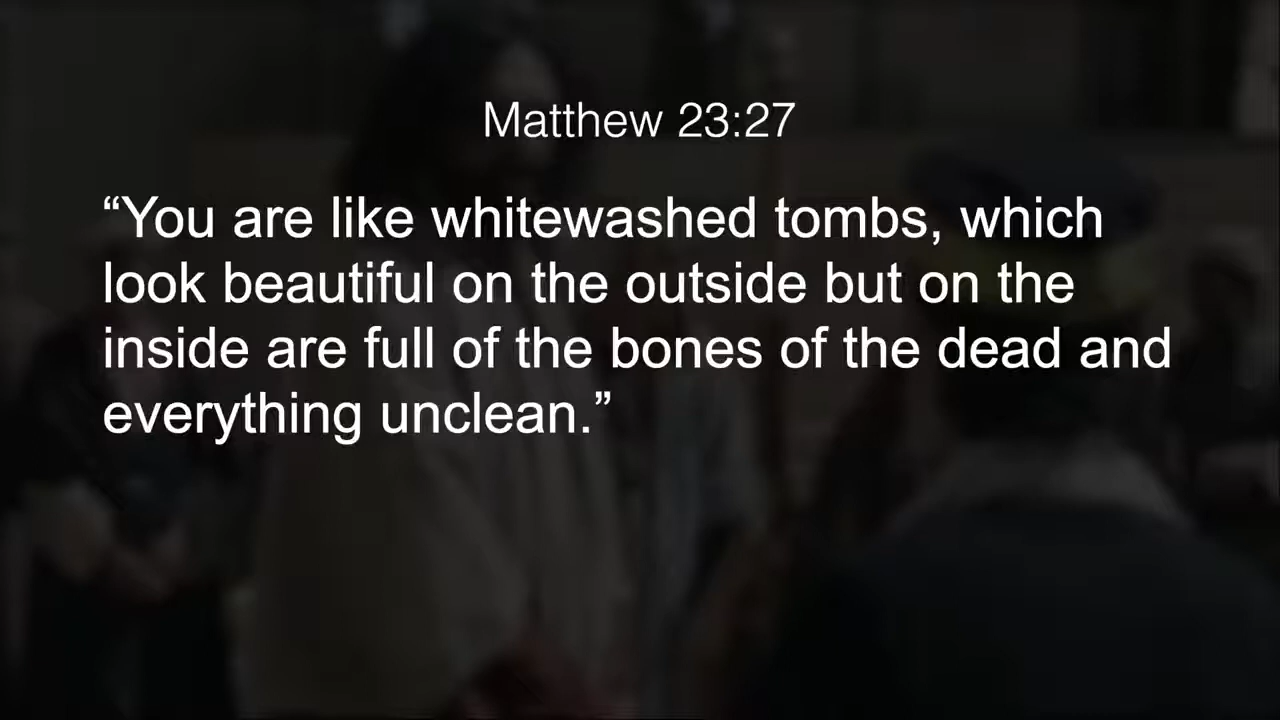 Matthew 23:27
“You are like whitewashed tombs, which
look beautiful on the outside but on the
inside are full of the bones of the dead and
everything unclean.”